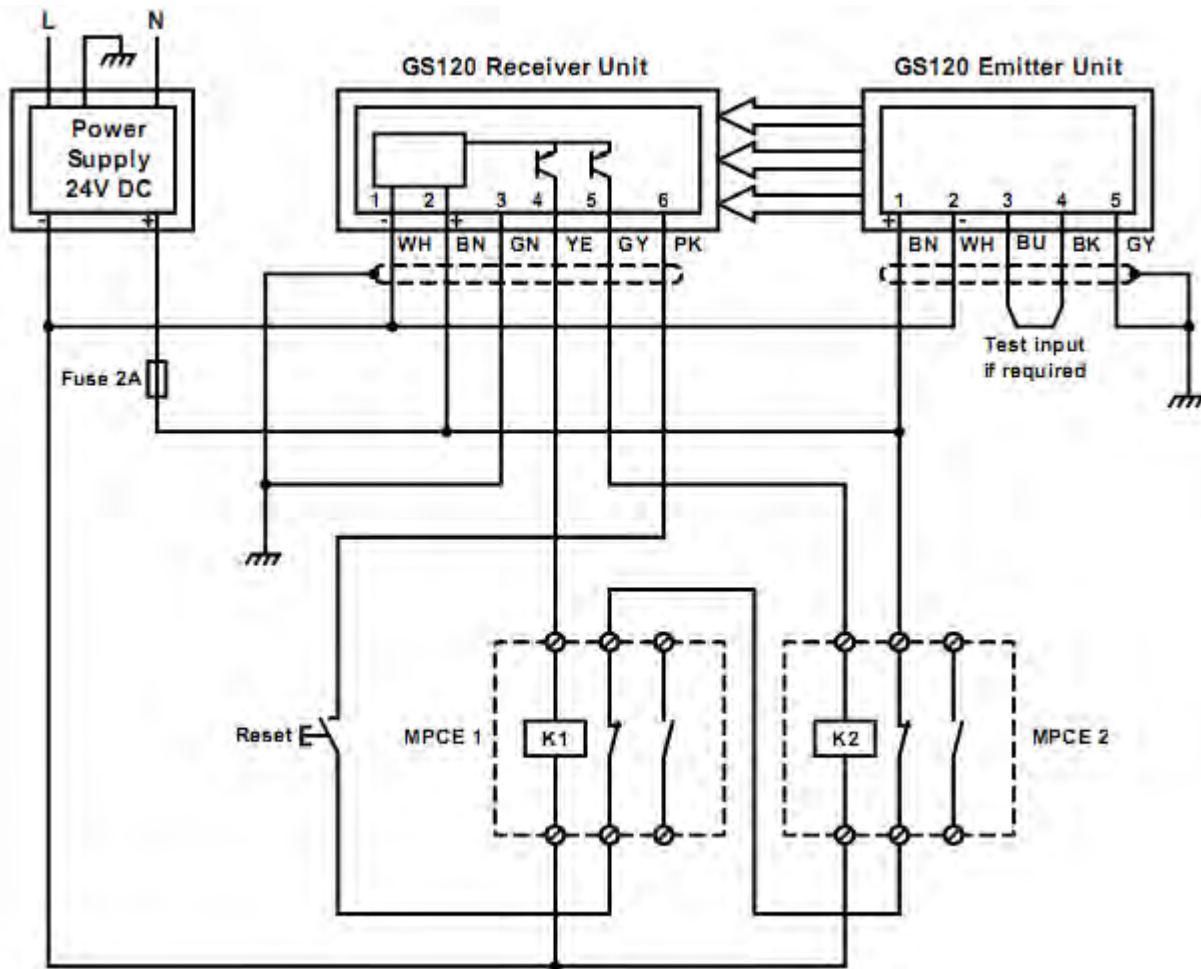 L N
GS120 Receiver Unit
GS120 Emitter Unit
Power
Supply
24V DC
- +
1 2 3 4 5 6
- +
WH BN GN YE GY PK
1 2 3 4 5
+ -
BN WH BU BK GY
Test input
if required
Fuse 2A
Reset
MPCE 1
K1
K2
MPCE 2